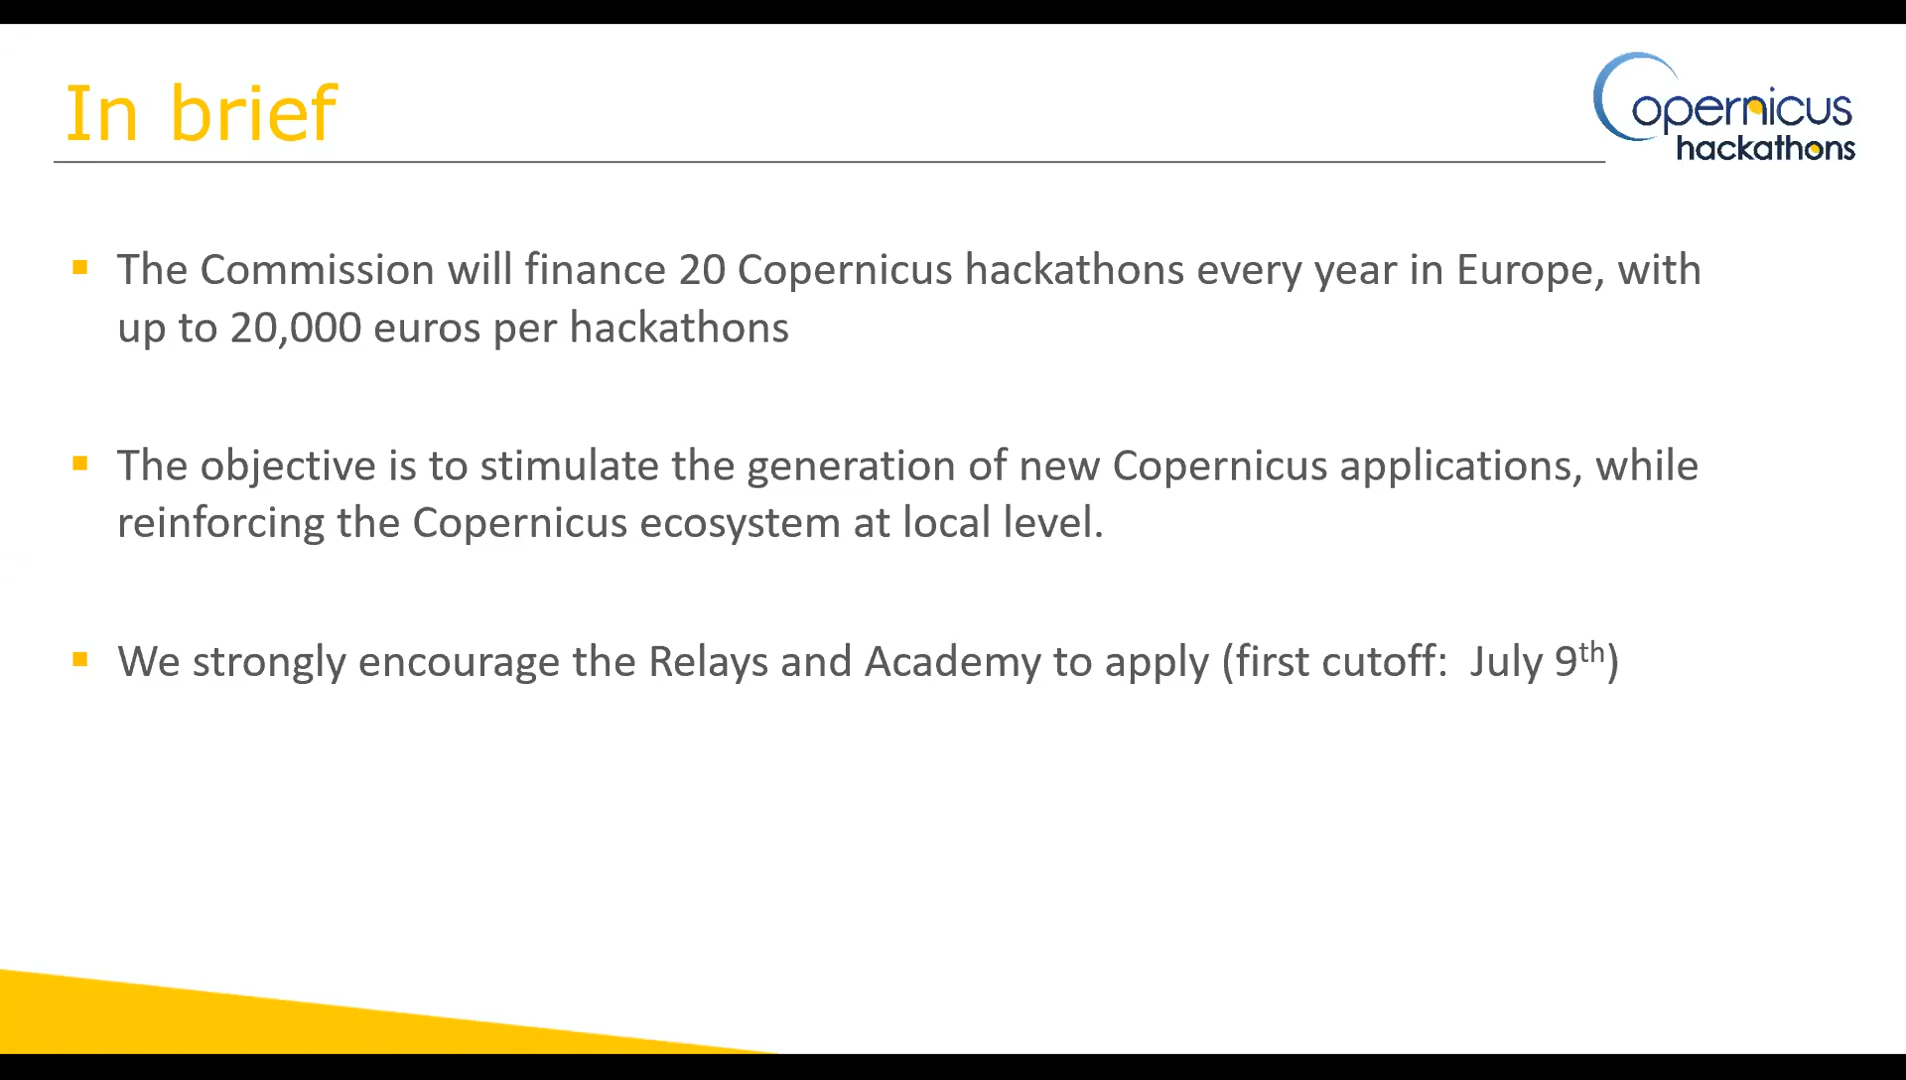 In brief
Copernicus
hackathons
The Commission will finance 20 Copernicus hackathons every year in Europe, with
up to 20,000 euros per hackathons
The objective is to stimulate the generation of new Copernicus applications, while
reinforcing the Copernicus ecosystem at local level.
We strongly encourage the Relays and Academy to apply (first cutoff:  July 9th)